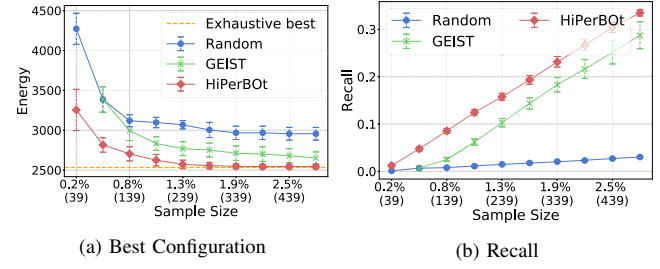 4500
4000
3500
3000
2500
Energy
Exhaustive best
Random
GEIST
HiPerBOt
0.2%
(39)
0.8%
(139)
1.3%
(239)
1.9%
(339)
2.5%
(439)
Sample Size
(a) Best Configuration
0.3
0.2
0.1
0.0
Recall
Random
GEIST
HiPerBOt
0.2%
(39)
0.8%
(139)
1.3%
(239)
1.9%
(339)
2.5%
(439)
Sample Size
(b) Recall